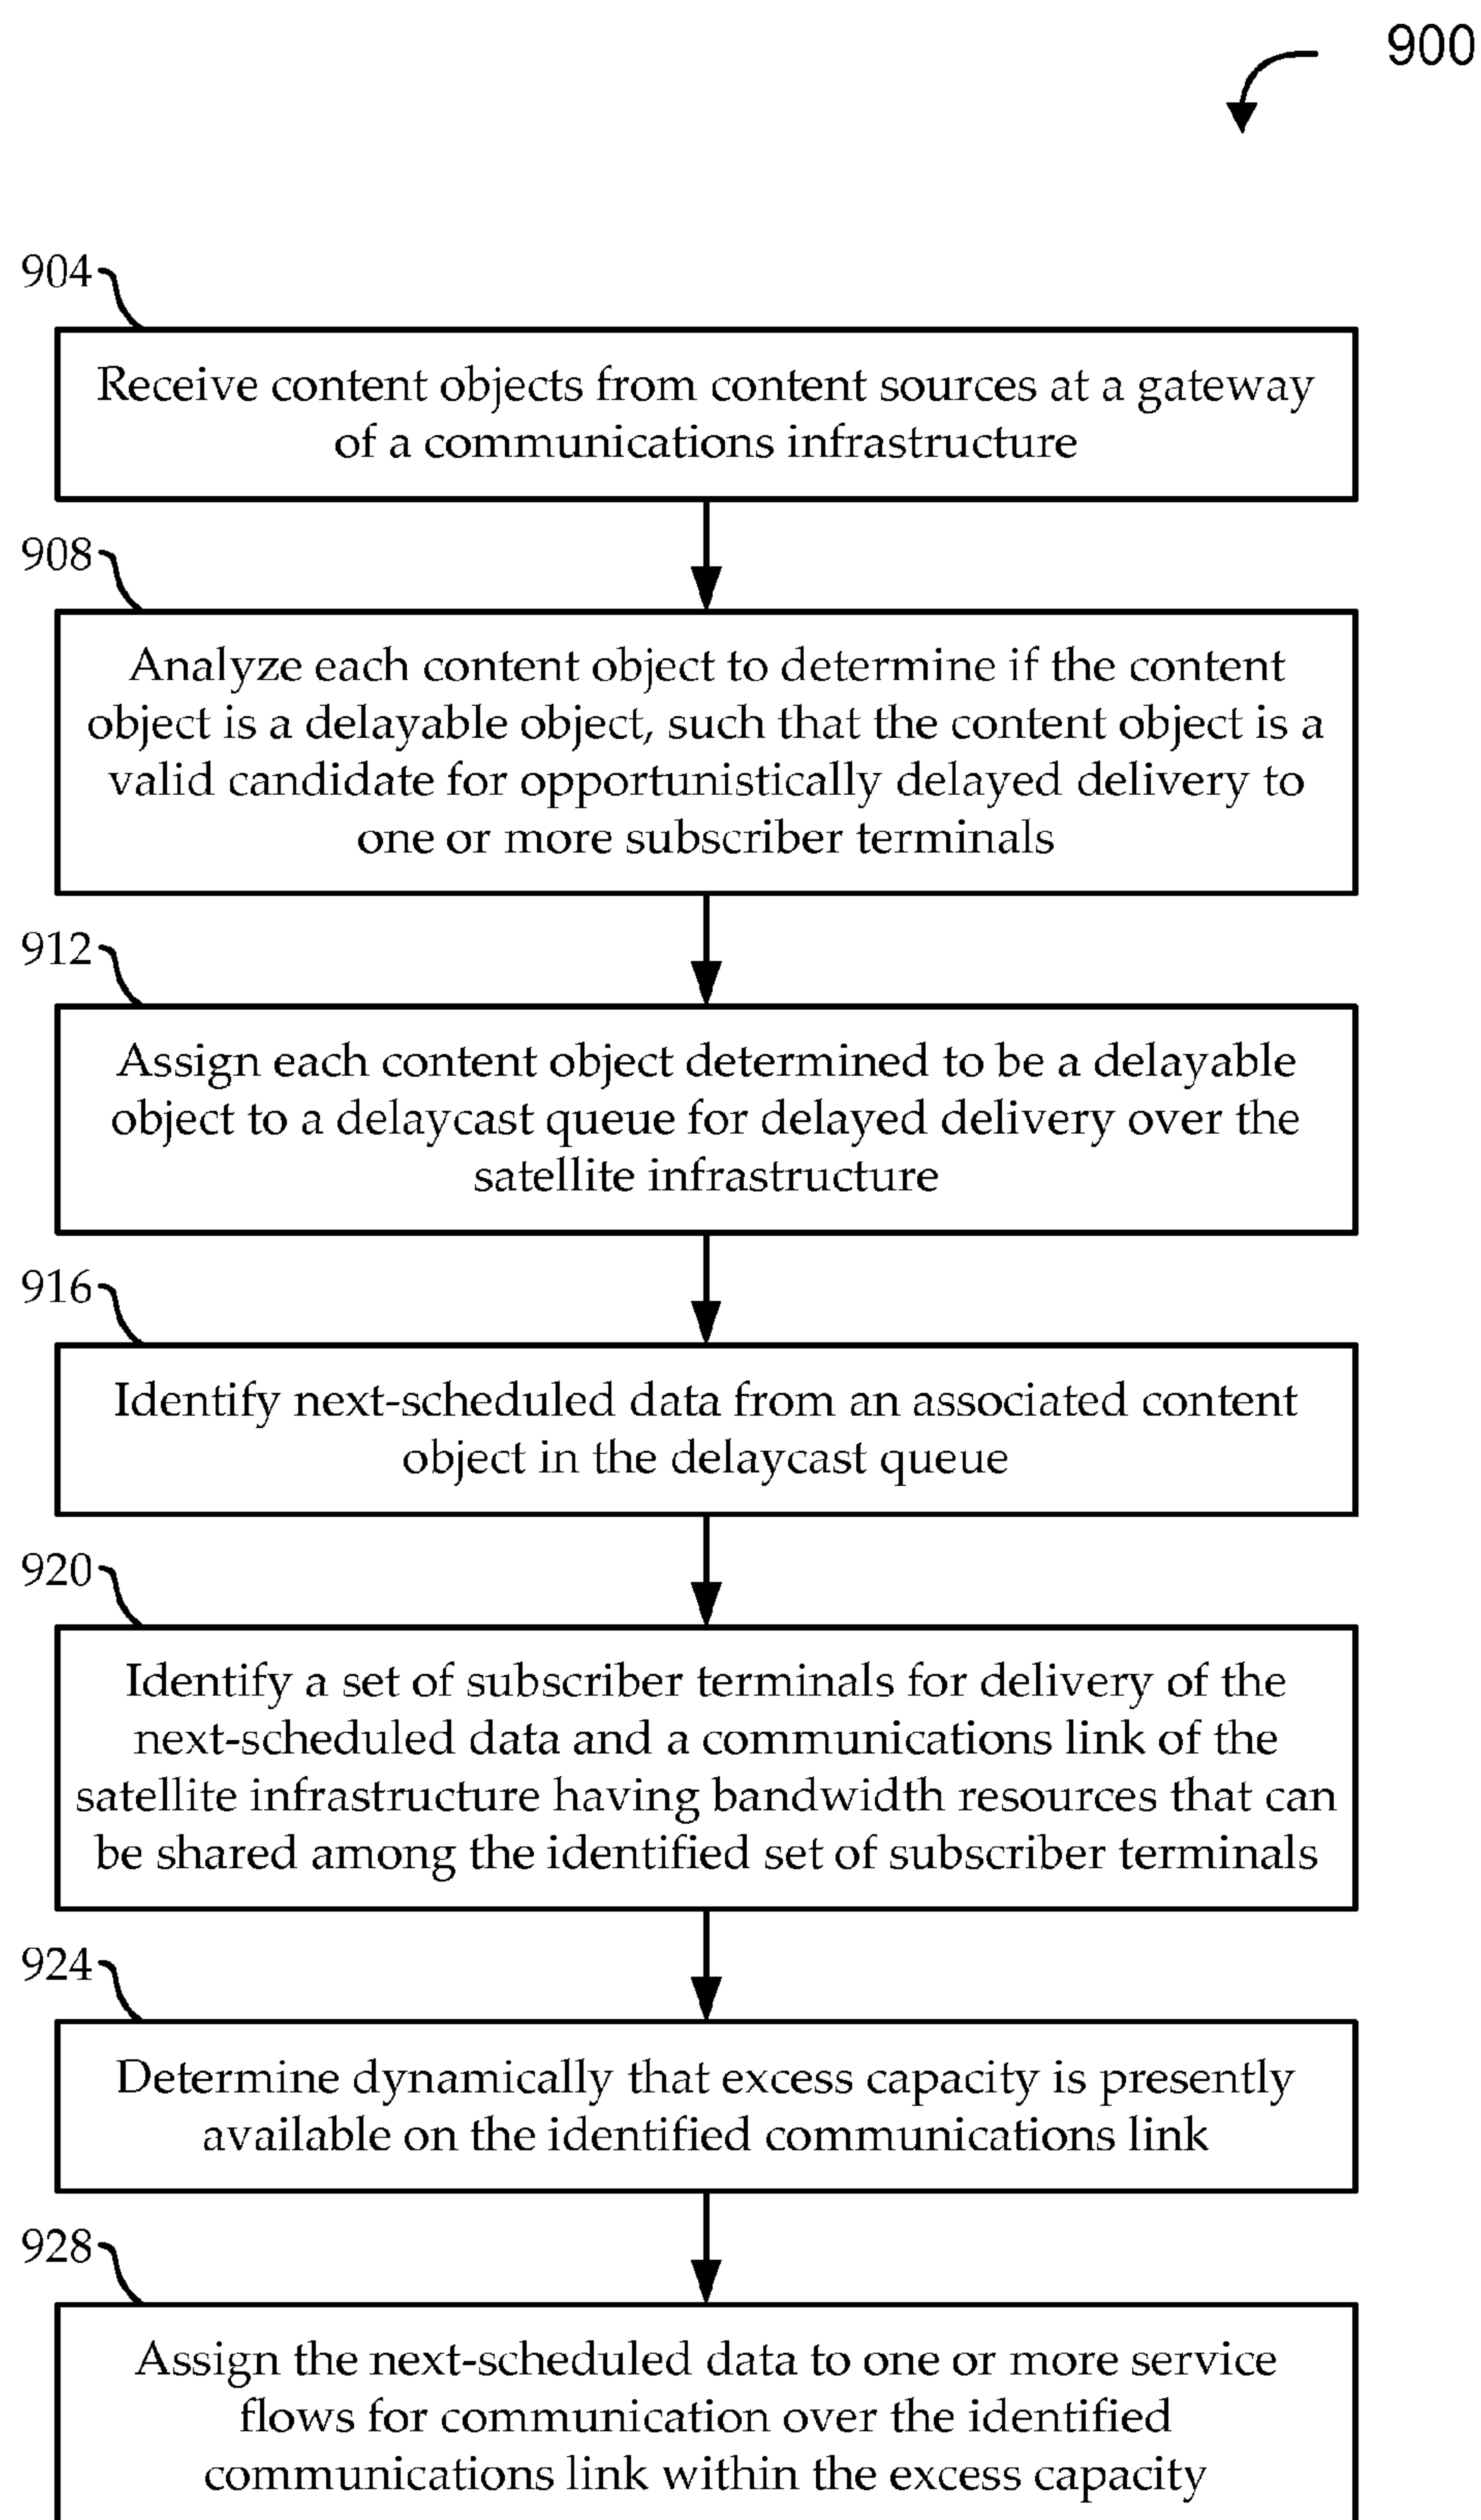 900
904
Receive content objects from content sources at a gateway
of a communications infrastructure
908
Analyze each content object to determine if the content
object is a delayable object, such that the content object is a
valid candidate for opportunistically delayed delivery to
one or more subscriber terminals
912
Assign each content object determined to be a delayable
object to a delaycast queue for delayed delivery over the
satellite infrastructure
916
Identify next-scheduled data from an associated content
object in the delaycast queue
920
Identify a set of subscriber terminals for delivery of the
next-scheduled data and a communications link of the
satellite infrastructure having bandwidth resources that can
be shared among the identified set of subscriber terminals
924
Determine dynamically that excess capacity is presently
available on the identified communications link
928
Assign the next-scheduled data to one or more service
flows for communication over the identified
communications link within the excess capacity